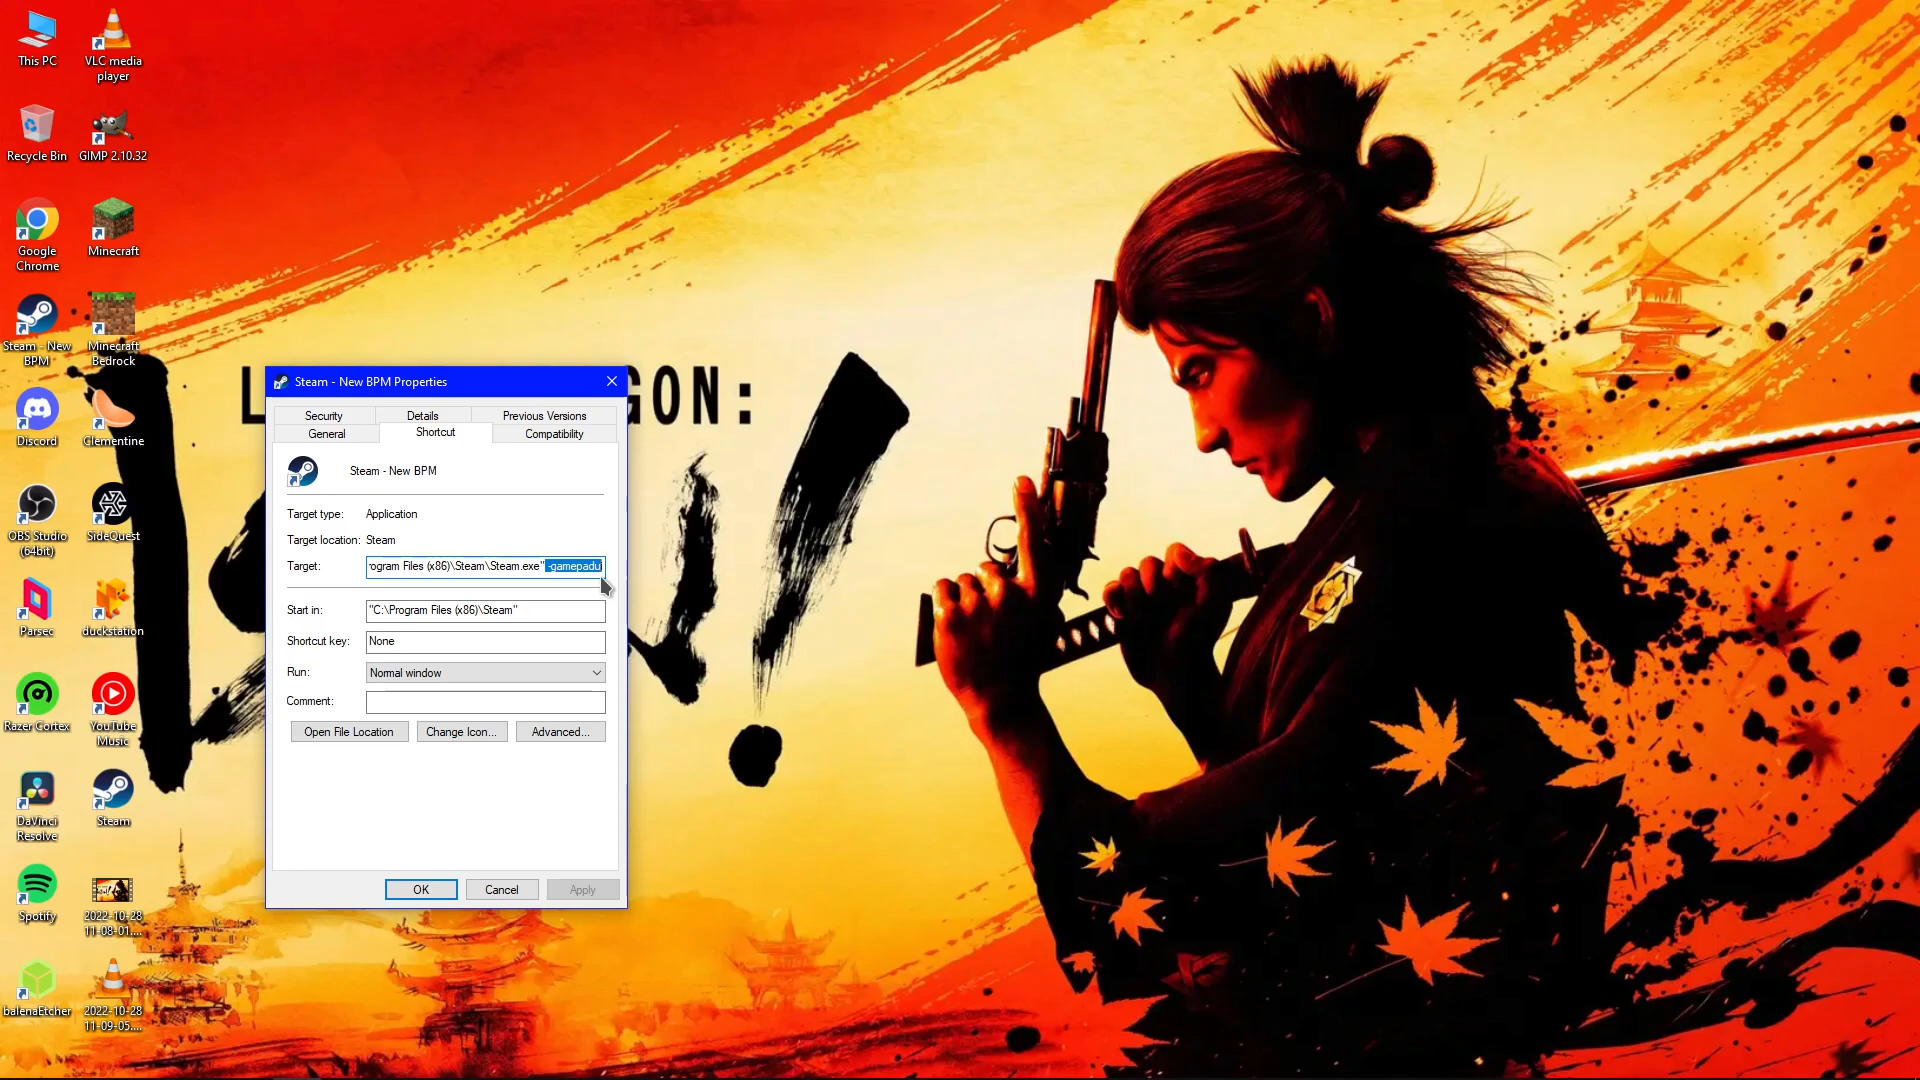 This PC
VLC media
player
Recycle Bin
GIMP 2.10.32
Google
Chrome
Minecraft
Steam - New
BPM
Minecraft
Bedrock
Discord
Clementine
OBS Studio
(64bit)
SideQuest
Parsec
duckstation
Razer Cortex
YouTube
Music
DaVinci
Resolve
Steam
Spotify
2022-10-28
11-08-01....
balenaEtcher
2022-10-28
11-09-05....
L
GON:
Steam - New BPM Properties
Security
Details
Previous Versions
General
Shortcut
Compatibility
Steam - New BPM
Target type:
Application
Target location:
Steam
Target:
rogram Files (x86)\Steam\Steam.exe" -gamepadu
Start in:
"C:\Program Files (x86)\Steam"
Shortcut key:
None
Run:
Normal window
Comment:
Open File Location
Change Icon...
Advanced...
OK
Cancel
Apply